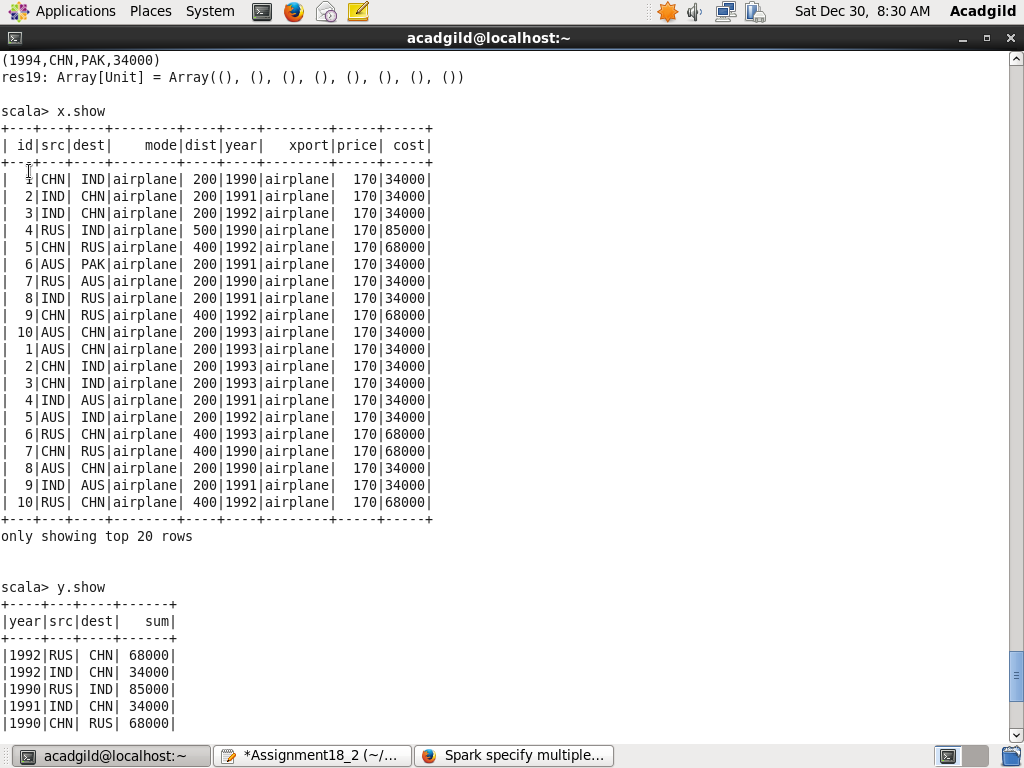 Applications Places System Sat Dec 30, 8:30 AM Acadgild
acadgild@localhost:~
(1994,CHN,PAK,34000)
res19: Array[Unit] = Array((), (), (), (), (), (), (), ())
scala> x.show
+---+---+----+--------+----+----+--------+-----+-----+
| id|src|dest|    mode|dist|year|   xport|price| cost|
+---+---+----+--------+----+----+--------+-----+-----+
|  1|CHN| IND|airplane| 200|1990|airplane|  170|34000|
|  2|IND| CHN|airplane| 200|1991|airplane|  170|34000|
|  3|IND| CHN|airplane| 200|1992|airplane|  170|34000|
|  4|RUS| IND|airplane| 500|1990|airplane|  170|85000|
|  5|CHN| RUS|airplane| 400|1992|airplane|  170|68000|
|  6|AUS| PAK|airplane| 200|1991|airplane|  170|34000|
|  7|RUS| AUS|airplane| 200|1990|airplane|  170|34000|
|  8|IND| RUS|airplane| 200|1991|airplane|  170|34000|
|  9|CHN| RUS|airplane| 400|1992|airplane|  170|68000|
| 10|AUS| CHN|airplane| 200|1993|airplane|  170|34000|
|  1|AUS| CHN|airplane| 200|1993|airplane|  170|34000|
|  2|CHN| IND|airplane| 200|1993|airplane|  170|34000|
|  3|CHN| IND|airplane| 200|1993|airplane|  170|34000|
|  4|IND| AUS|airplane| 200|1991|airplane|  170|34000|
|  5|AUS| IND|airplane| 200|1992|airplane|  170|34000|
|  6|RUS| CHN|airplane| 400|1993|airplane|  170|68000|
|  7|CHN| RUS|airplane| 400|1990|airplane|  170|68000|
|  8|AUS| CHN|airplane| 200|1990|airplane|  170|34000|
|  9|IND| AUS|airplane| 200|1991|airplane|  170|34000|
| 10|RUS| CHN|airplane| 400|1992|airplane|  170|68000|
+---+---+----+--------+----+----+--------+-----+-----+
only showing top 20 rows
scala> y.show
+----+---+----+------+
|year|src|dest|   sum|
+----+---+----+------+
|1992|RUS| CHN| 68000|
|1992|IND| CHN| 34000|
|1990|RUS| IND| 85000|
|1991|IND| CHN| 34000|
|1990|CHN| RUS| 68000|
acadgild@localhost:~ *Assignment18_2 (~/... Spark specify multiple...